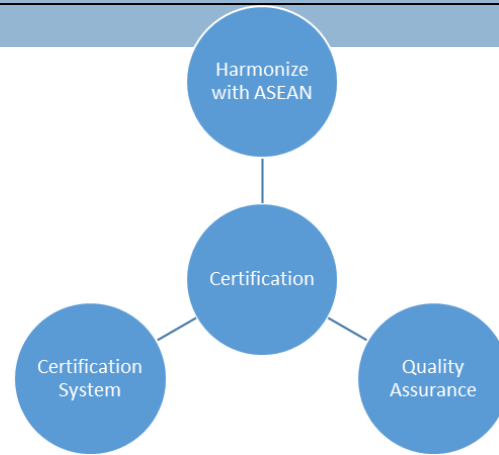 Harmonize
with ASEAN
Certification
Certification
System
Quality
Assurance